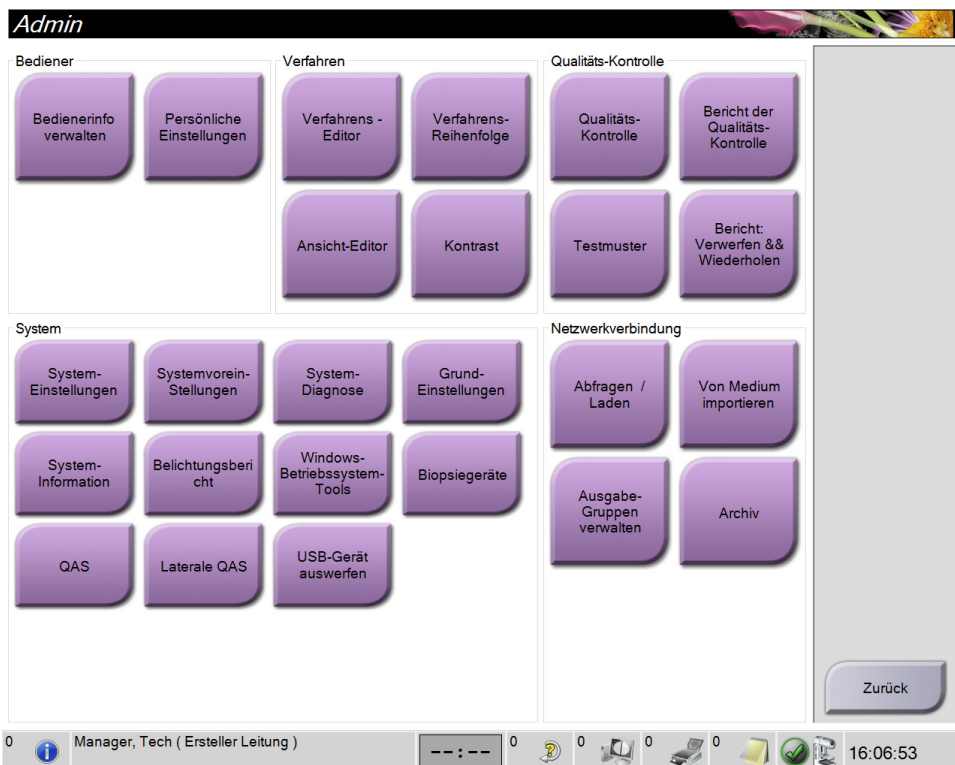 Admin
Bediener
Bedienerinfo
verwalten
Persönliche
Einstellungen
Verfahren
Verfahrens -
Editor
Verfahrens-
Reihenfolge
Ansicht-Editor
Kontrast
Qualitäts-Kontrolle
Qualitäts-
Kontrolle
Bericht der
Qualitäts-
Kontrolle
Testmuster
Bericht:
Verwerfen &&
Wiederholen
System
System-
Einstellungen
Systemvorein-
Stellungen
System-
Diagnose
Grund-
Einstellungen
System-
Information
Belichtungsberi
cht
Windows-
Betriebssystem-
Tools
Biopsiegeräte
QAS
Laterale QAS
USB-Gerät
auswerfen
Netzwerkverbindung
Abfragen /
Laden
Von Medium
importieren
Ausgabe-
Gruppen
verwalten
Archiv
Zurück
0
Manager, Tech ( Ersteller Leitung )
--:--
0
0
0
0
16:06:53